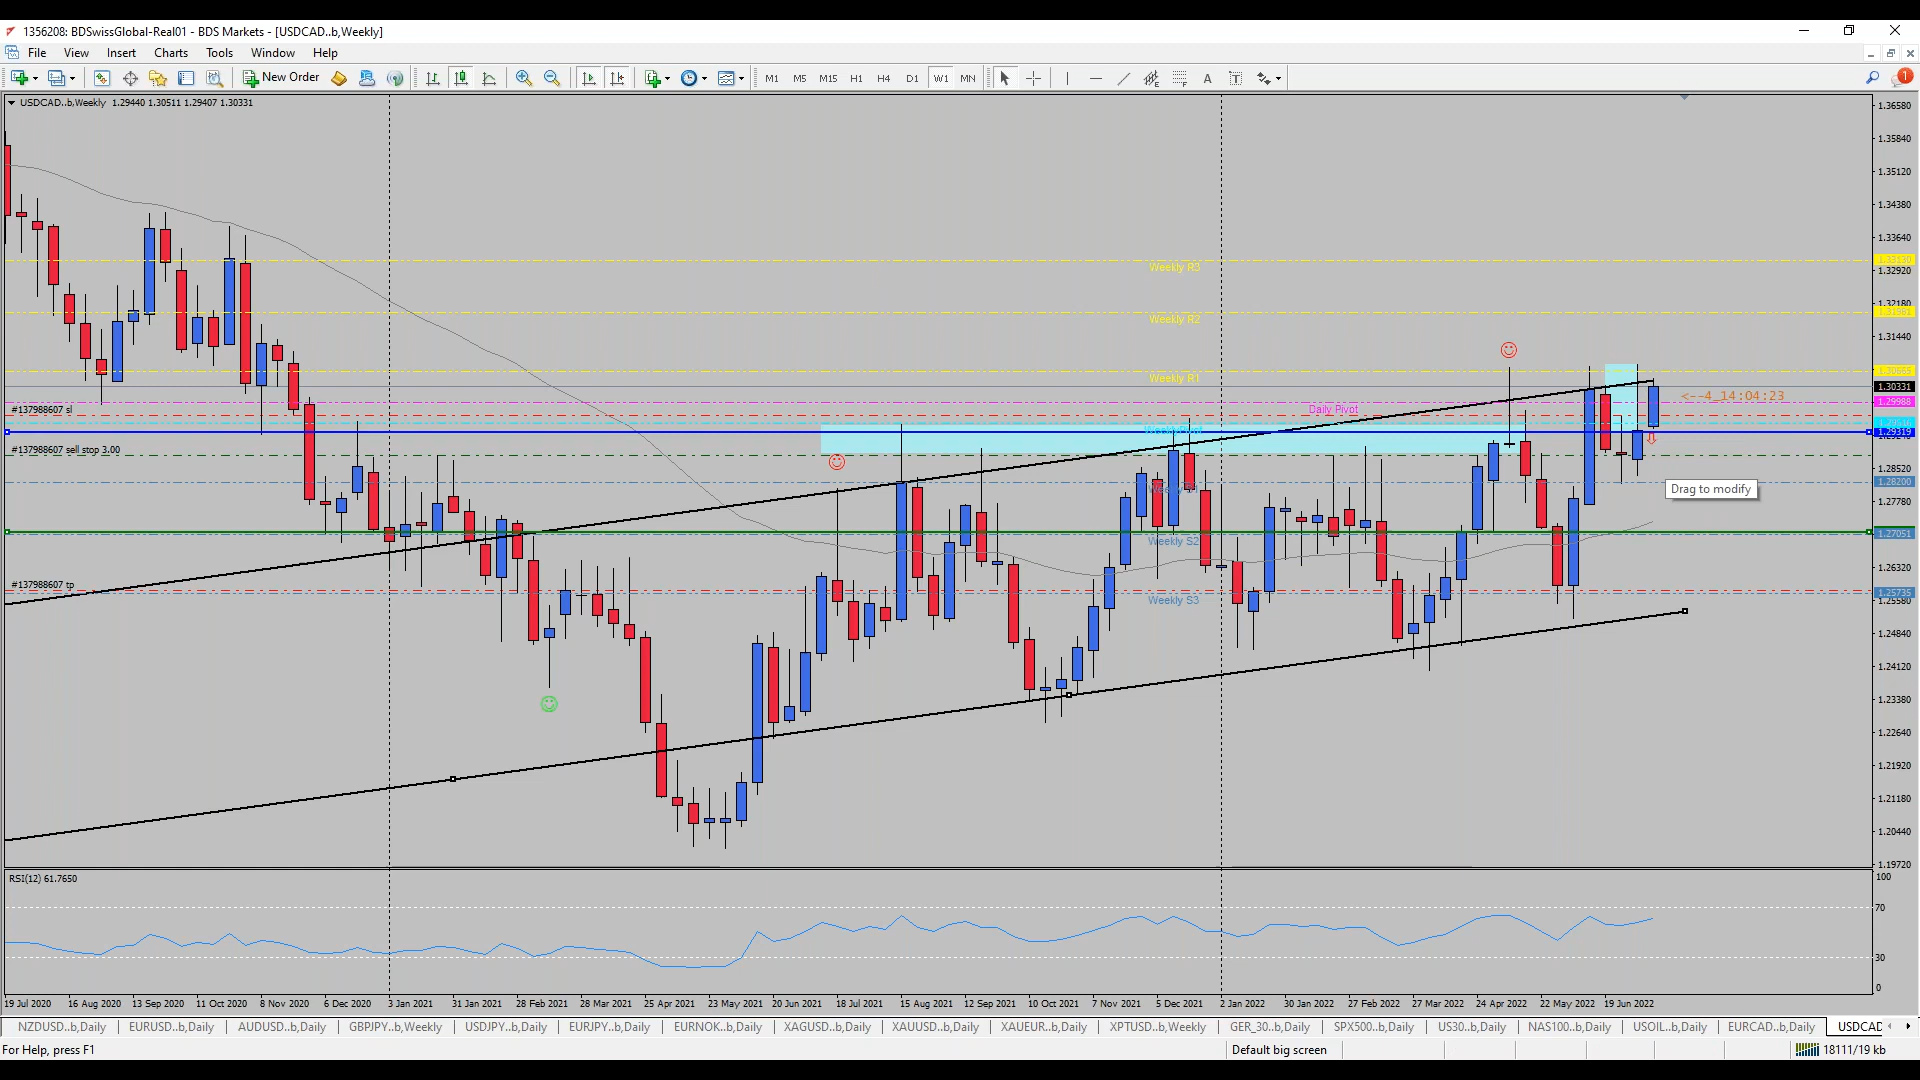 1356208: BDSwissGlobal-Real01 - BDS Markets - [USDCAD..b,Weekly]
File View Insert Charts Tools Window Help
New Order M1 M5 M15 H1 H4 D1 W1 MN A T 1
USDCAD..b,Weekly 1.29440 1.30511 1.29407 1.30331
1.36580
1.35840
1.35120
1.34380
1.33640
Weekly R3
1.32920
1.32180
Weekly R2
1.31440
Weekly R1
1.30331
<--4_14:04:23
#137988607 sl
Daily Pivot
1.29988
1.29319
#137988607 sell stop 3.00
1.28520
1.28200
Drag to modify
1.27780
Weekly S2
1.27051
1.26320
#137988607 tp
1.25735
Weekly S3
1.25580
1.24840
1.24120
1.23380
1.22640
1.21920
1.21180
1.20440
1.19720
RSI(12) 61.7650
100
70
30
0
19 Jul 2020 16 Aug 2020 13 Sep 2020 11 Oct 2020 8 Nov 2020 6 Dec 2020 3 Jan 2021 31 Jan 2021 28 Feb 2021 28 Mar 2021 25 Apr 2021 23 May 2021 20 Jun 2021 18 Jul 2021 15 Aug 2021 12 Sep 2021 10 Oct 2021 7 Nov 2021 5 Dec 2021 2 Jan 2022 30 Jan 2022 27 Feb 2022 27 Mar 2022 24 Apr 2022 22 May 2022 19 Jun 2022
NZDUSD..b,Daily EURUSD..b,Daily AUDUSD..b,Daily GBPJPY..b,Weekly USDJPY..b,Daily EURJPY..b,Daily EURNOK..b,Daily XAGUSD..b,Daily XAUUSD..b,Daily XAUEUR..b,Daily XPTUSD..b,Weekly GER_30..b,Daily SPX500..b,Daily US30..b,Daily NAS100..b,Daily USOIL..b,Daily EURCAD..b,Daily USDCAD
For Help, press F1 Default big screen 18111/19 kb